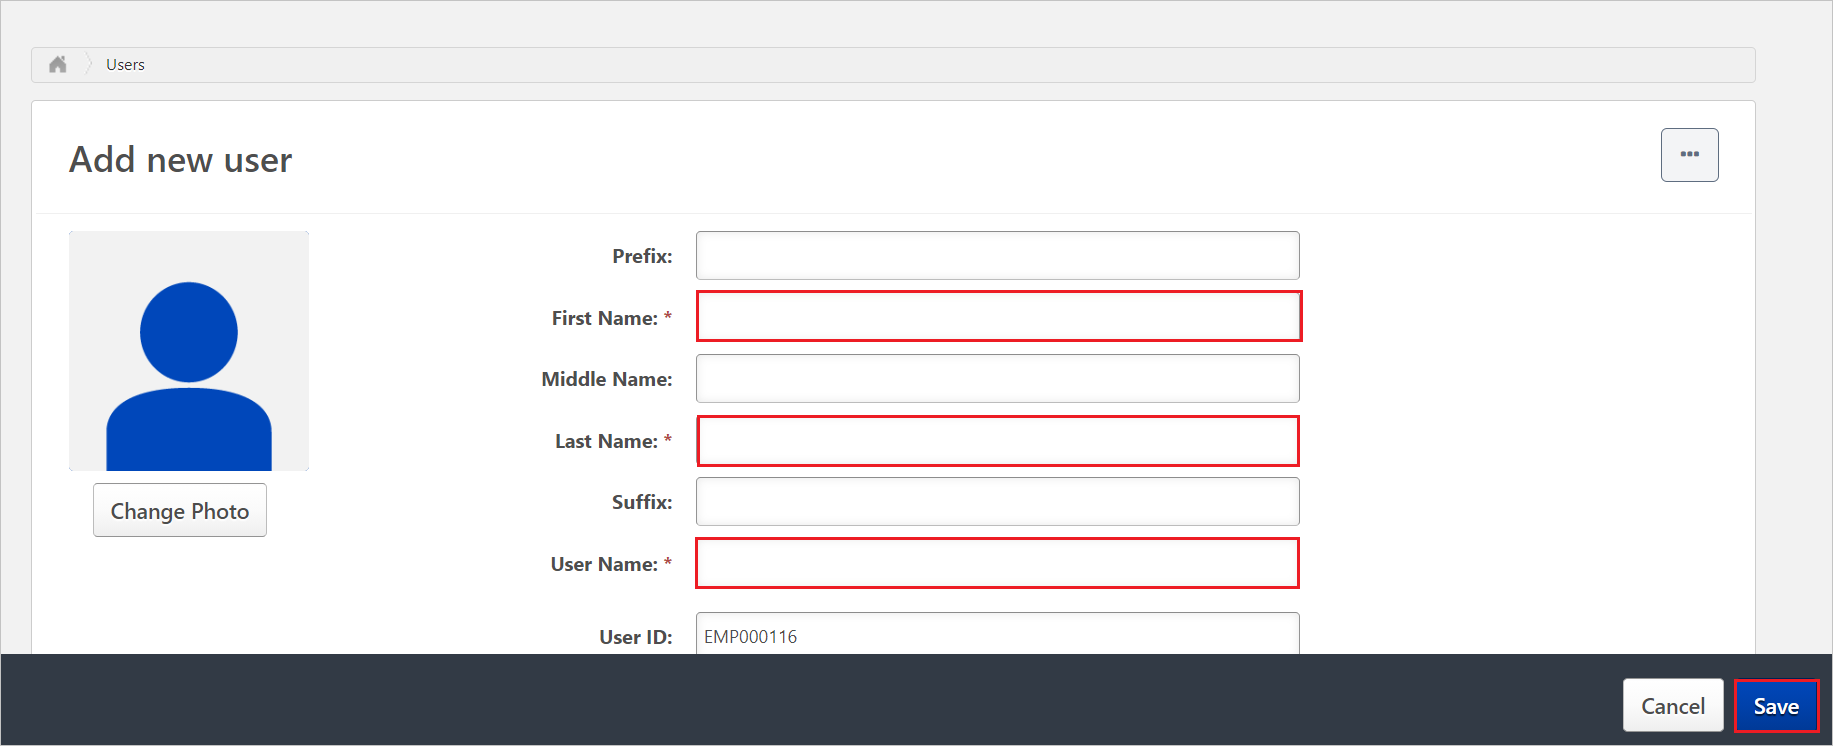 Users
Add new user
...
Prefix:
First Name: *
Middle Name:
Last Name: *
Suffix:
User Name: *
User ID: EMP000116
Change Photo
Cancel Save